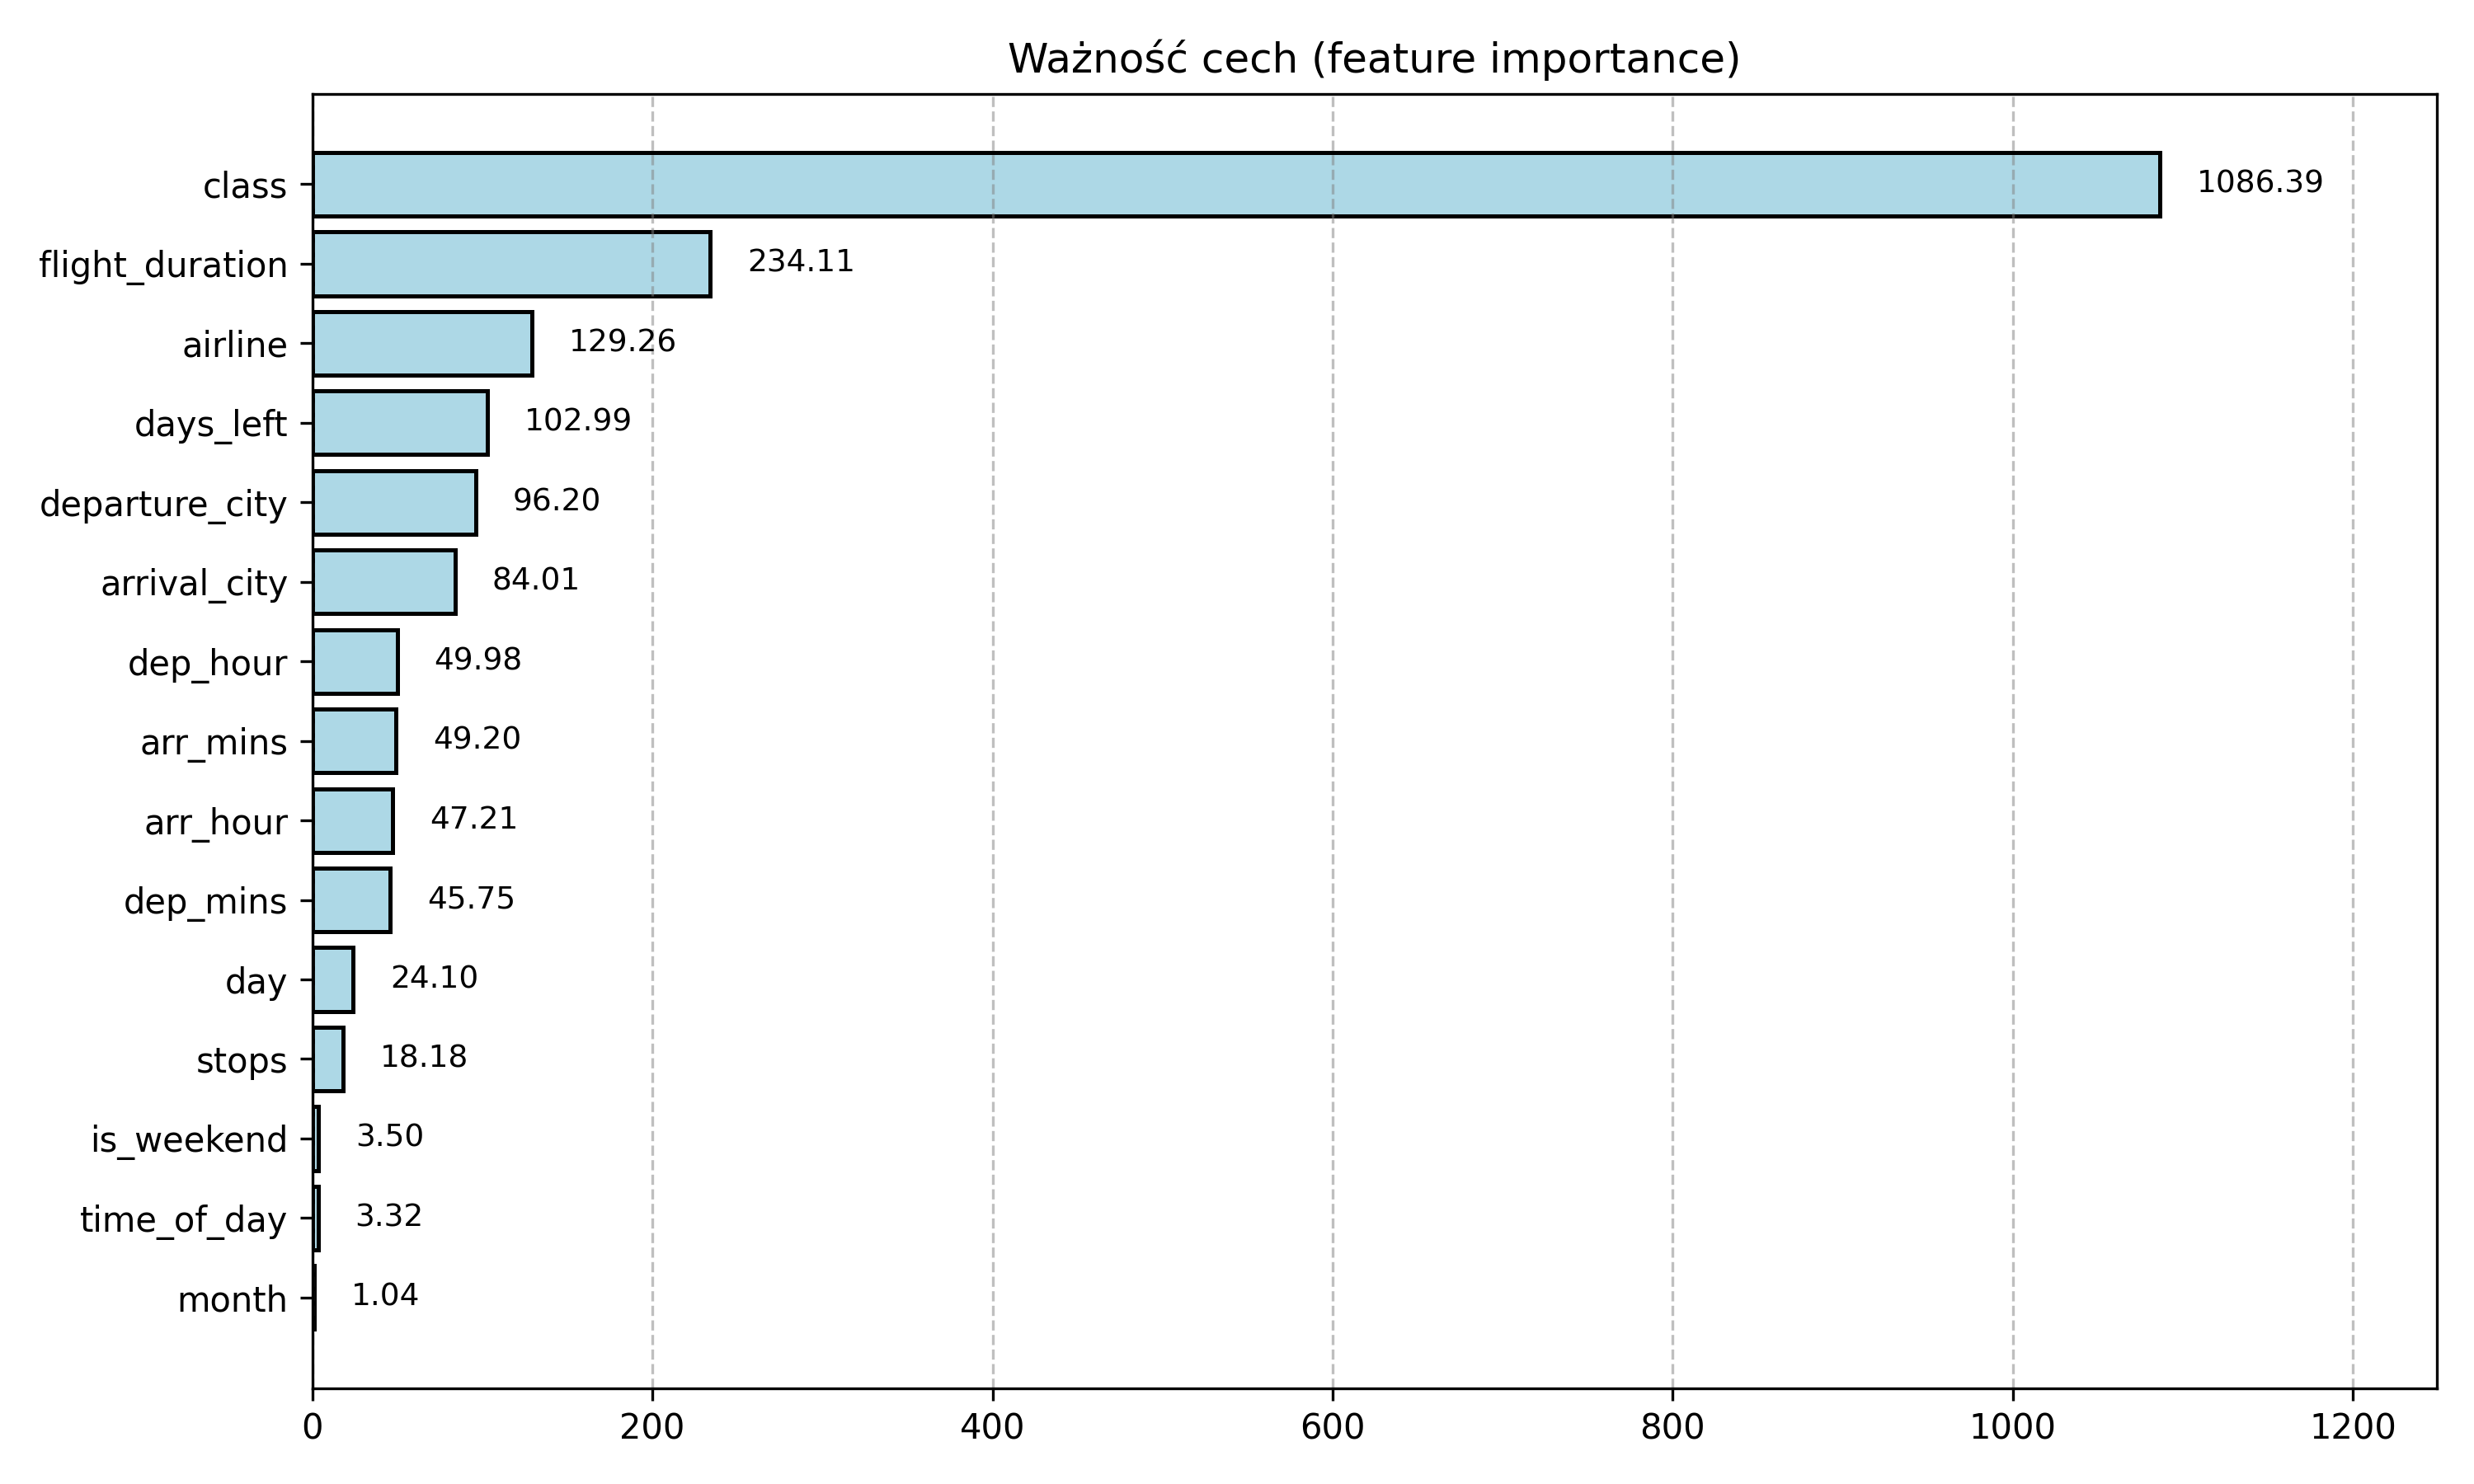 Ważność cech (feature importance)
class 1086.39
flight_duration 234.11
airline 129.26
days_left 102.99
departure_city 96.20
arrival_city 84.01
dep_hour 49.98
arr_mins 49.20
arr_hour 47.21
dep_mins 45.75
day 24.10
stops 18.18
is_weekend 3.50
time_of_day 3.32
month 1.04
0 200 400 600 800 1000 1200